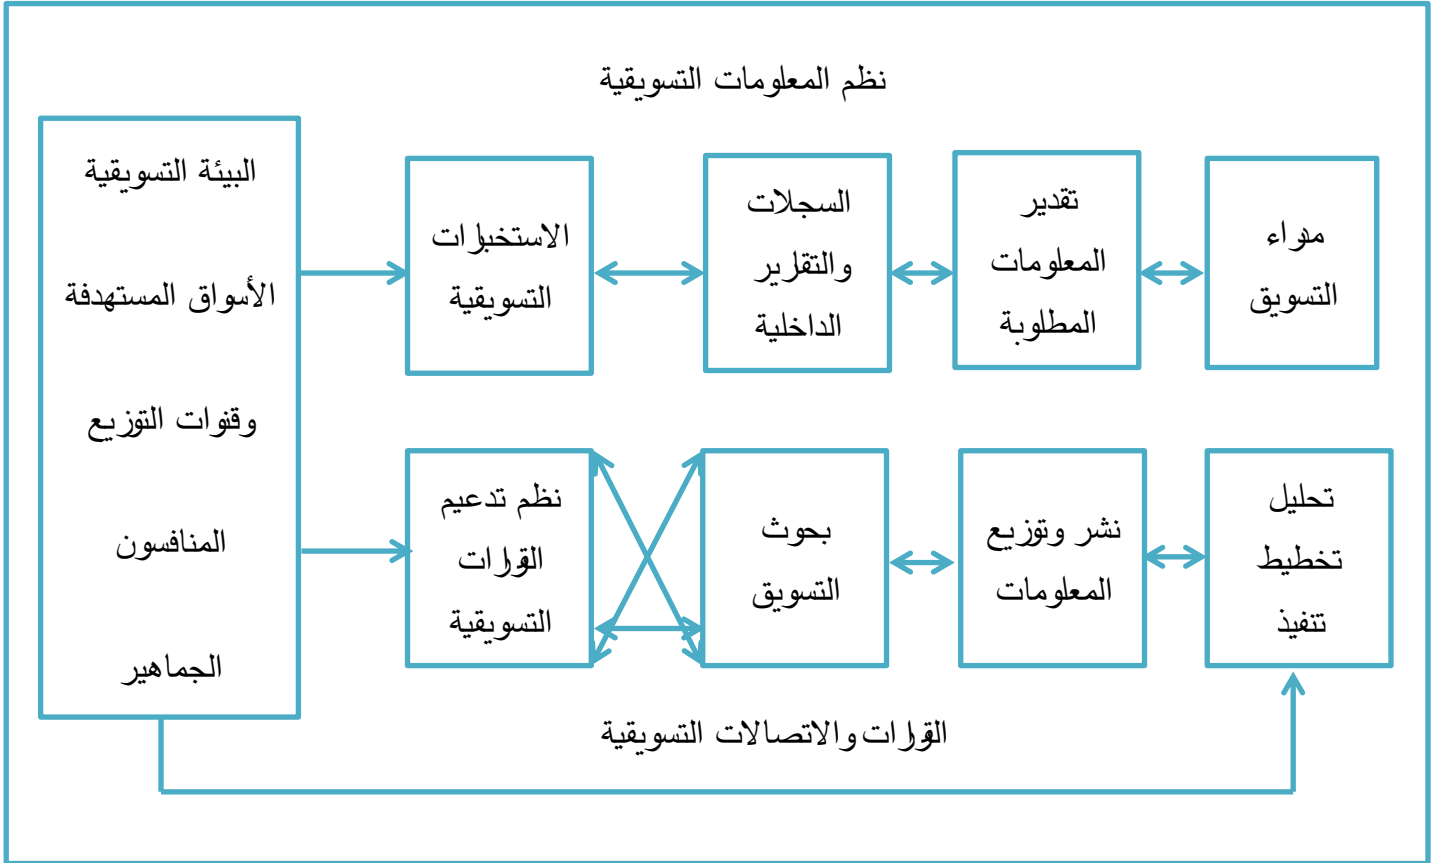 نظم المعلومات التسويقية
مدراء
التسويق
تقدير
المعلومات
المطلوبة
السجلات
والتقارير
الداخلية
الاستخبارات
التسويقية
البيئة التسويقية
الأسواق المستهدفة
وقنوات التوزيع
المنافسون
الجماهير
تحليل
تخطيط
تنفيذ
نشر وتوزيع
المعلومات
بحوث
التسويق
نظم تدعيم
القرارات
التسويقية
القرارات والاتصالات التسويقية